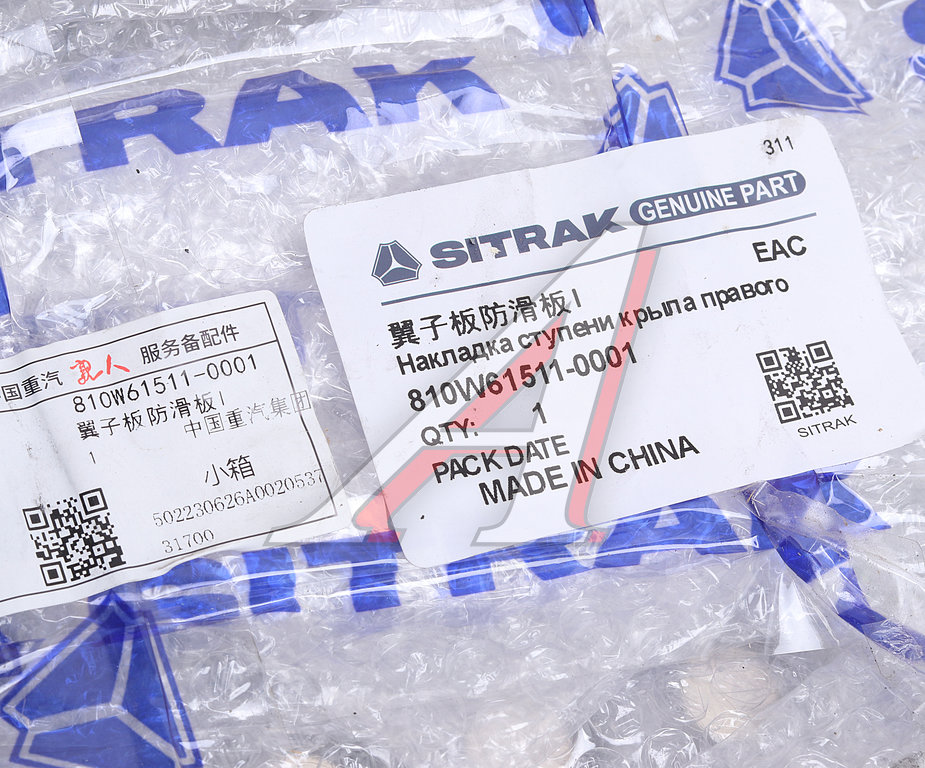 SITRAK
311
SITRAK GENUINE PART
EAC
翼子板防滑板I
Накладка ступени крыла правого
810W61511-0001
QTY: 1
PACK DATE
MADE IN CHINA
SITRAK
国重汽 服务备配件
810W61511-0001
翼子板防滑板I
中国重汽集团
1
小箱
502230626A0020537
31700
SITRAK